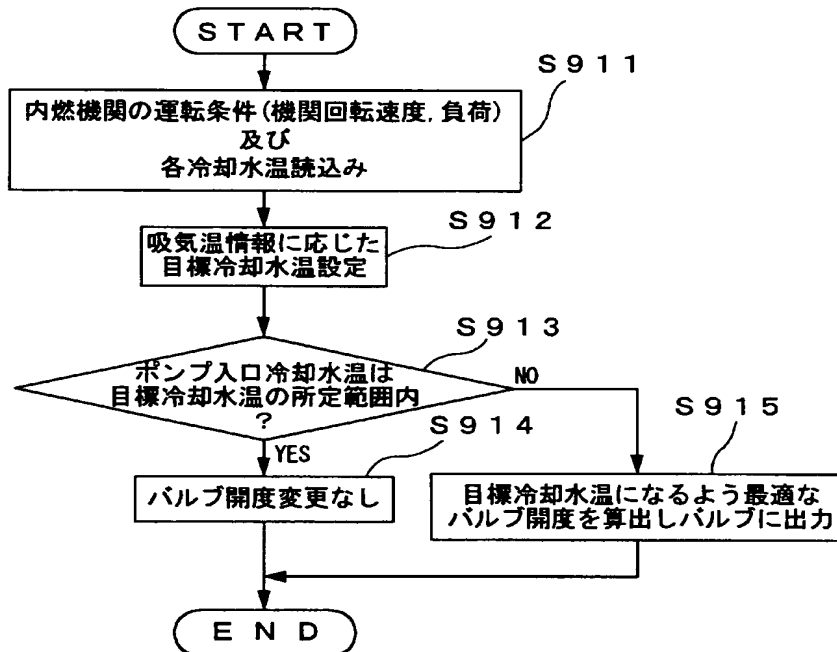 START
S911
内燃機関の運転条件(機関回転速度,負荷)
及び
各冷却水温読込み
S912
吸気温情報に応じた
目標冷却水温設定
S913
ポンプ入口冷却水温は
目標冷却水温の所定範囲内
?
NO
YES
S914
バルブ開度変更なし
S915
目標冷却水温になるよう最適な
バルブ開度を算出しバルブに出力
END